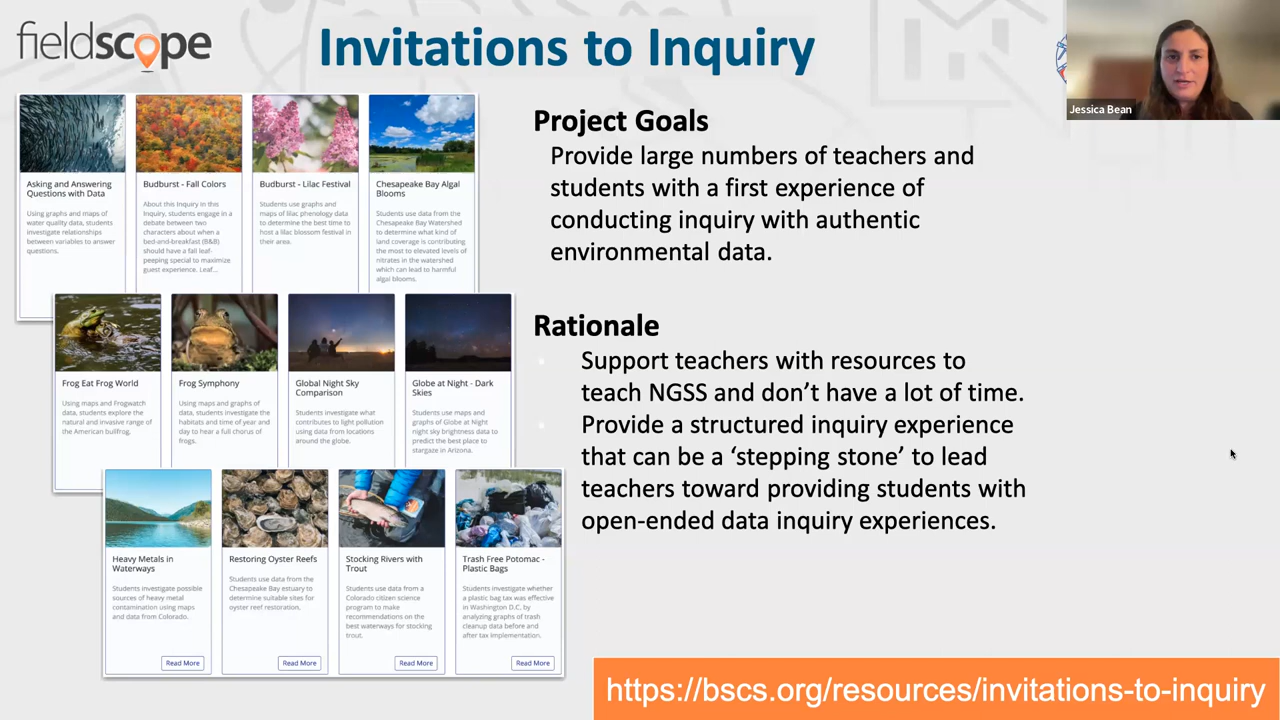 fieldscope
Invitations to Inquiry
Jessica Bean
Asking and Answering
Questions with Data
Using graphs and maps of
water quality data, students
investigate relationships
between variables to answer
questions.
Budburst - Fall Colors
About this Inquiry In this
Inquiry, students engage in a
debate between two
characters about when a
bed-and-breakfast (B&B)
should have a fall leaf-
peeping special to maximize
guest experience. Leaf...
Budburst - Lilac Festival
Students use graphs and
maps of lilac phenology data
to determine the best time to
host a lilac blossom festival in
their area.
Chesapeake Bay Algal
Blooms
Students use data from the
Chesapeake Bay Watershed
to determine what kind of
land coverage is contributing
the most to elevated levels of
nitrates in the watershed
which can lead to harmful
algal blooms.
Frog Eat Frog World
Using maps and Frogwatch
data, students explore the
natural and invasive range of
the American bullfrog.
Frog Symphony
Using maps and graphs of
data, students investigate the
habitats and time of year and
day to hear a full chorus of
frogs.
Global Night Sky
Comparison
Students investigate what
contributes to light pollution
using data from locations
around the globe.
Globe at Night - Dark
Skies
Students use maps and
graphs of Globe at Night
night sky brightness data to
predict the best place to
stargaze in Arizona.
Heavy Metals in
Waterways
Students investigate possible
sources of heavy metal
contamination using maps
and data from Colorado.
Read More
Restoring Oyster Reefs
Students use data from the
Chesapeake Bay estuary to
determine suitable sites for
oyster reef restoration.
Read More
Stocking Rivers with
Trout
Students use data from a
Colorado citizen science
program to make
recommendations on the
best waterways for stocking
trout.
Read More
Trash Free Potomac -
Plastic Bags
Students investigate whether
a plastic bag tax was effective
in Washington D.C. by
analyzing graphs of trash
cleanup data before and
after tax implementation.
Read More
Project Goals
Provide large numbers of teachers and
students with a first experience of
conducting inquiry with authentic
environmental data.
Rationale
Support teachers with resources to
teach NGSS and don’t have a lot of time.
Provide a structured inquiry experience
that can be a ‘stepping stone’ to lead
teachers toward providing students with
open-ended data inquiry experiences.
https://bscs.org/resources/invitations-to-inquiry